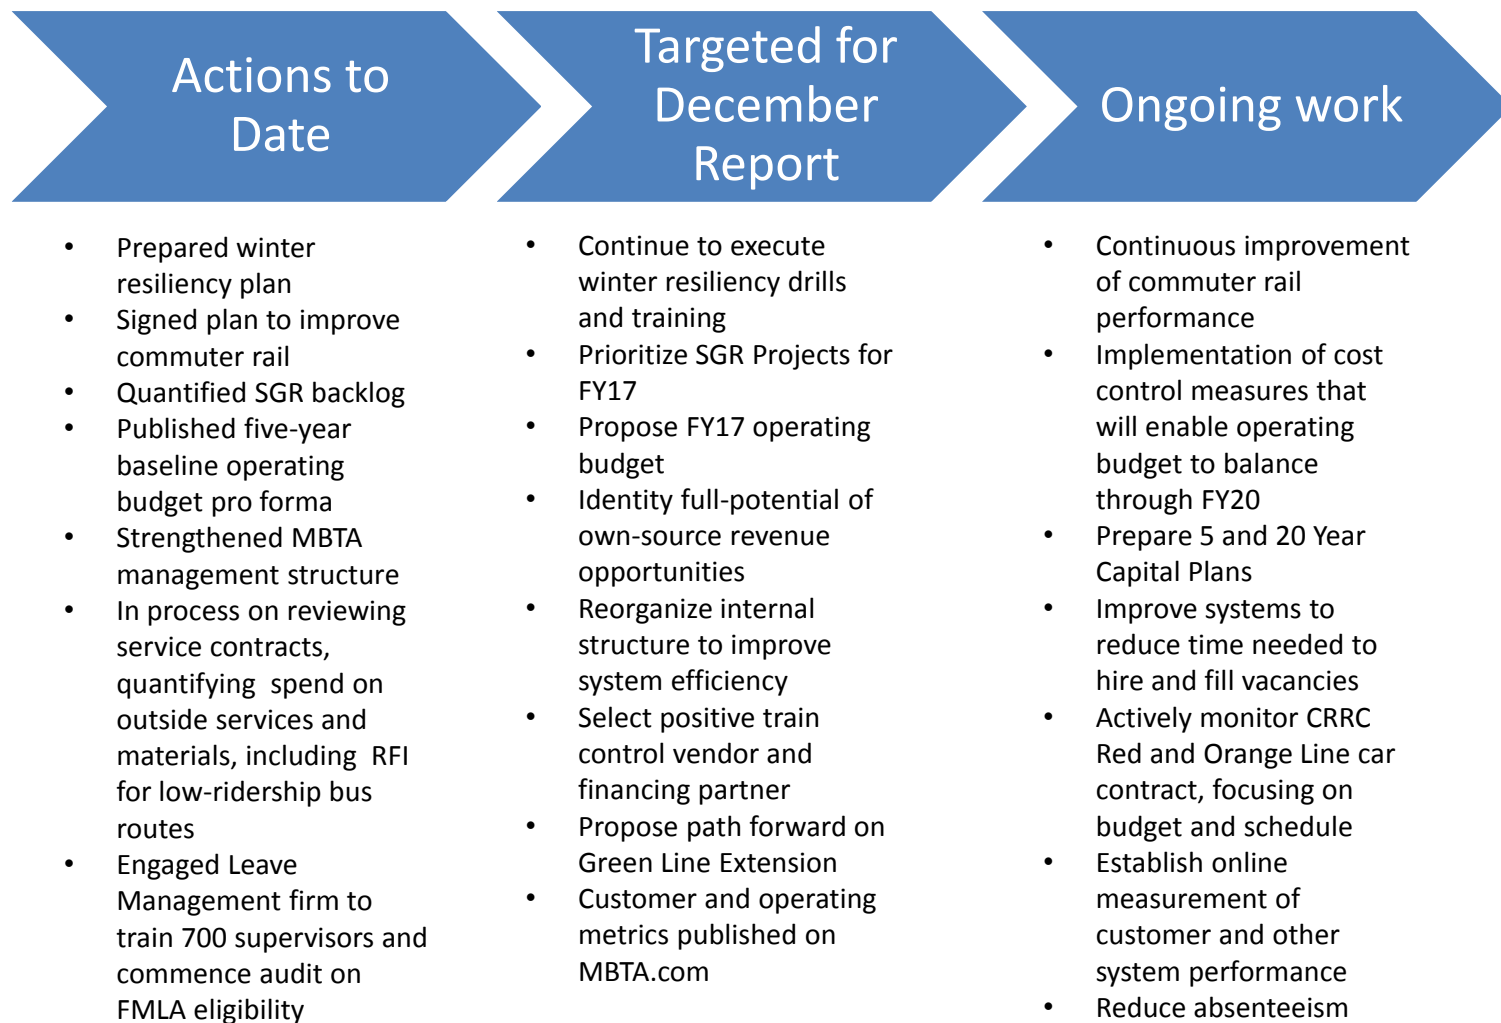 Actions to
Date
Targeted for
December
Report
Ongoing work
• Prepared winter
resiliency plan
• Signed plan to improve
commuter rail
• Quantified SGR backlog
• Published five-year
baseline operating
budget pro forma
• Strengthened MBTA
management structure
• In process on reviewing
service contracts,
quantifying spend on
outside services and
materials, including RFI
for low-ridership bus
routes
• Engaged Leave
Management firm to
train 700 supervisors and
commence audit on
FMLA eligibility
• Continue to execute
winter resiliency drills
and training
• Prioritize SGR Projects for
FY17
• Propose FY17 operating
budget
• Identity full-potential of
own-source revenue
opportunities
• Reorganize internal
structure to improve
system efficiency
• Select positive train
control vendor and
financing partner
• Propose path forward on
Green Line Extension
• Customer and operating
metrics published on
MBTA.com
• Continuous improvement
of commuter rail
performance
• Implementation of cost
control measures that
will enable operating
budget to balance
through FY20
• Prepare 5 and 20 Year
Capital Plans
• Improve systems to
reduce time needed to
hire and fill vacancies
• Actively monitor CRRC
Red and Orange Line car
contract, focusing on
budget and schedule
• Establish online
measurement of
customer and other
system performance
• Reduce absenteeism